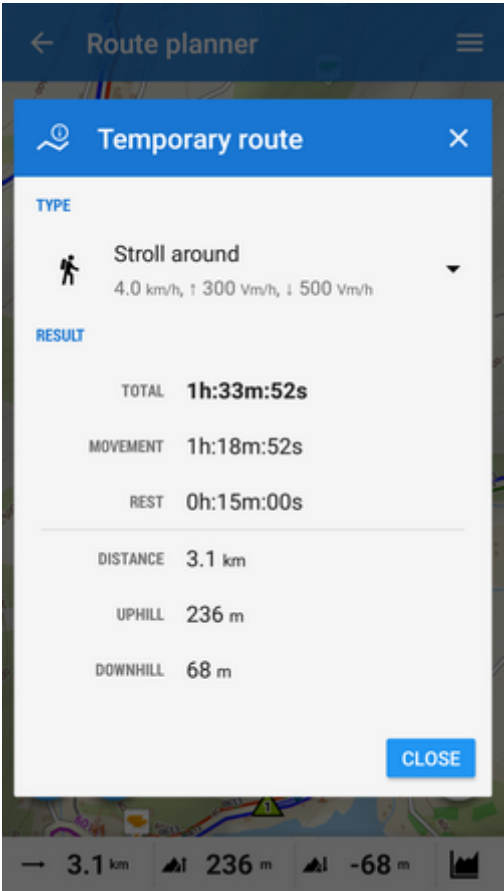 Route planner
Temporary route
TYPE
Stroll around
4.0 km/h, ↑ 300 Vm/h, ↓ 500 Vm/h
RESULT
TOTAL 1h:33m:52s
MOVEMENT 1h:18m:52s
REST 0h:15m:00s
DISTANCE 3.1 km
UPHILL 236 m
DOWNHILL 68 m
CLOSE
1
3.1 km 236 m -68 m